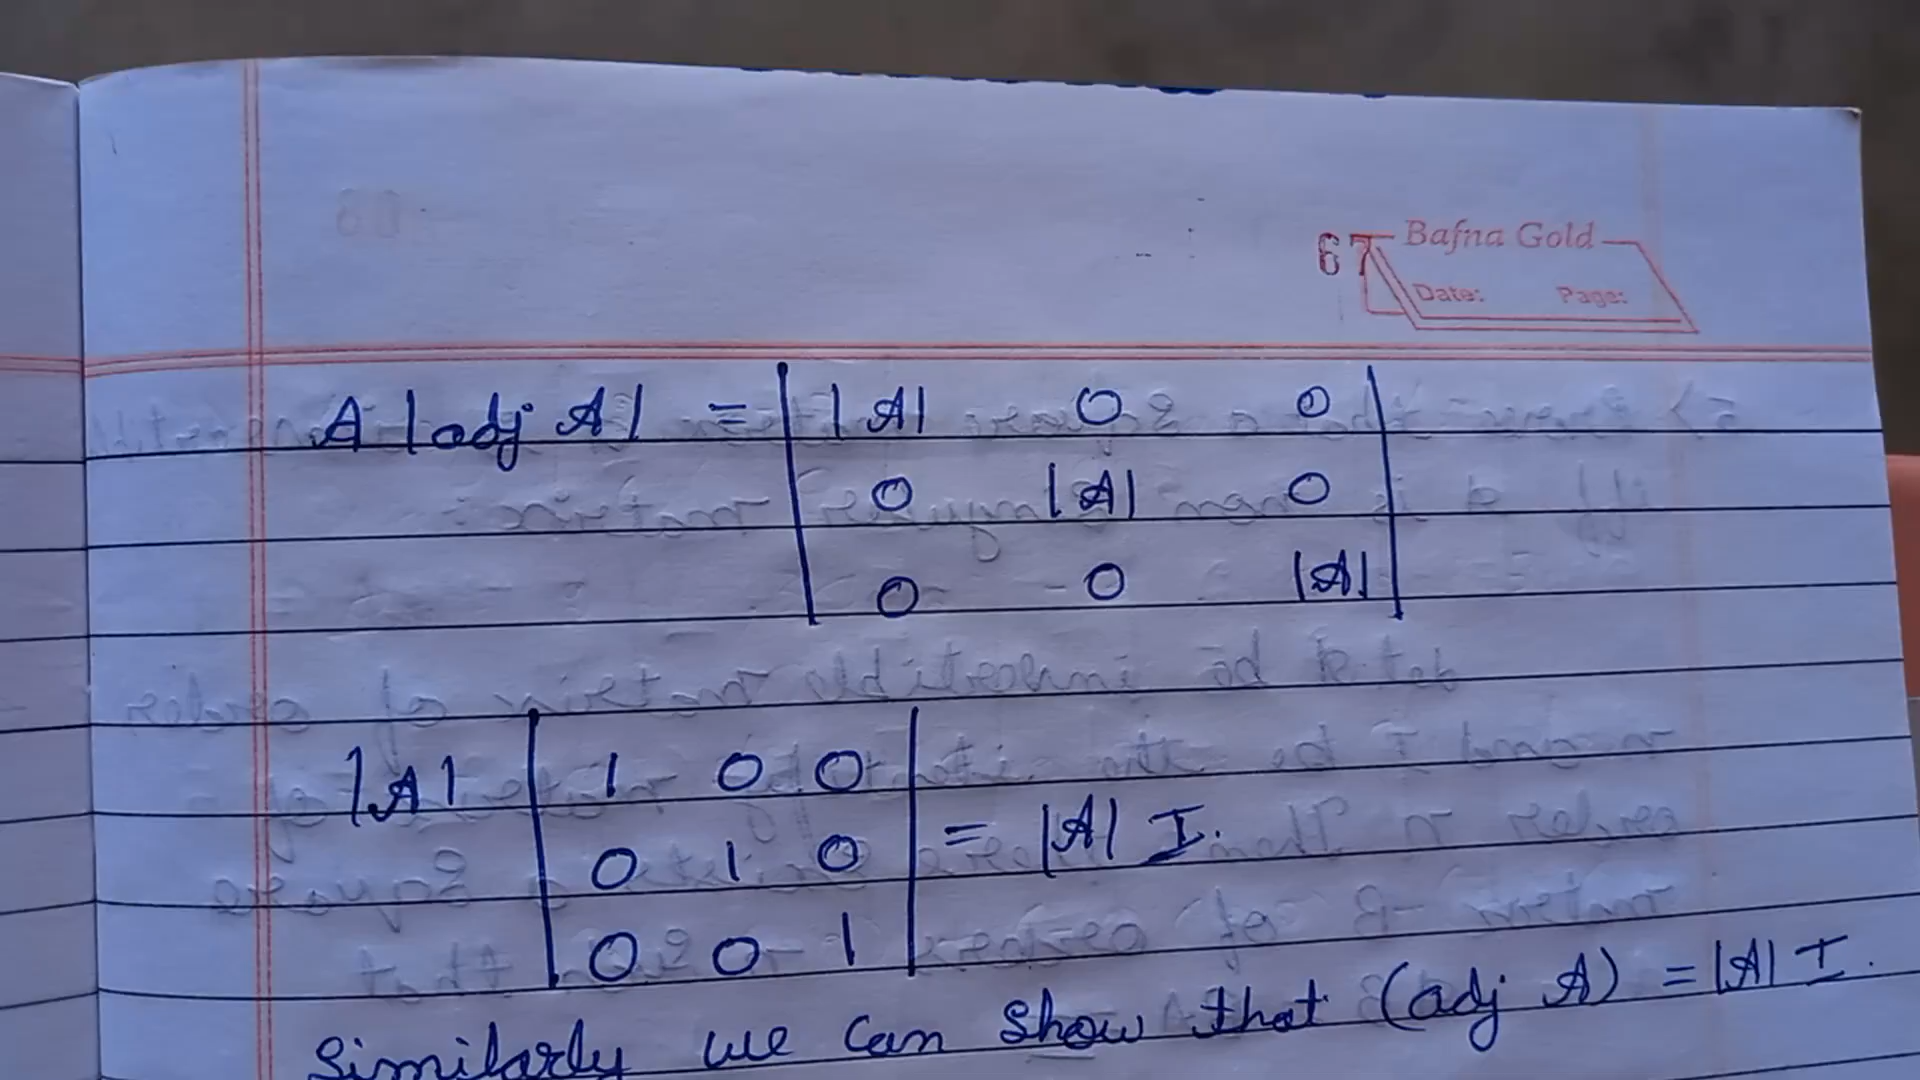 67 Bafna Gold
Date: Page:
A |adj A| = | |A| 0 0 |
| 0 |A| 0 |
| 0 0 |A| |
|A| | 1 0 0 |
| 0 1 0 | = |A| I.
| 0 0 1 |
Similarly we can show that (adj A) = |A| I.